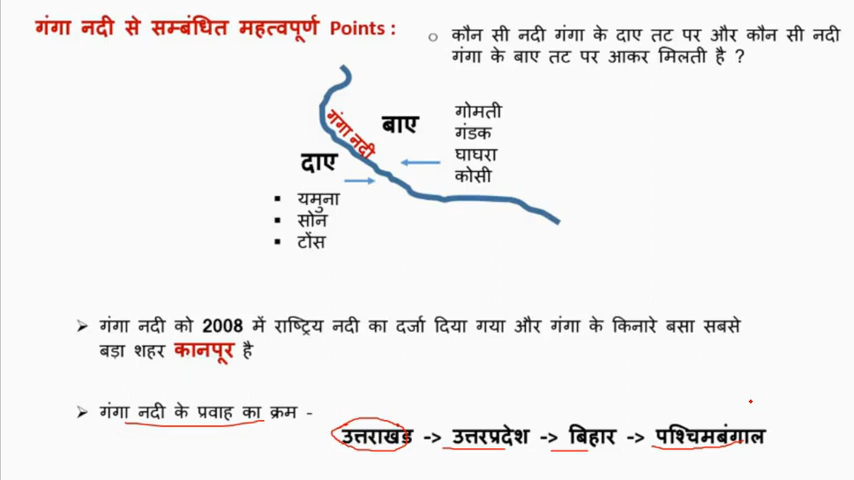 गंगा नदी से सम्बंधित महत्वपूर्ण Points :
कौन सी नदी गंगा के दाए तट पर और कौन सी नदी
गंगा के बाए तट पर आकर मिलती है ?
गंगा नदी
बाए
गोमती
गंडक
घाघरा
कोसी
दाए
यमुना
सोन
टोंस
गंगा नदी को 2008 में राष्ट्रिय नदी का दर्जा दिया गया और गंगा के किनारे बसा सबसे
बड़ा शहर कानपूर है
गंगा नदी के प्रवाह का क्रम -
उत्तराखंड -> उत्तरप्रदेश -> बिहार -> पश्चिमबंगाल